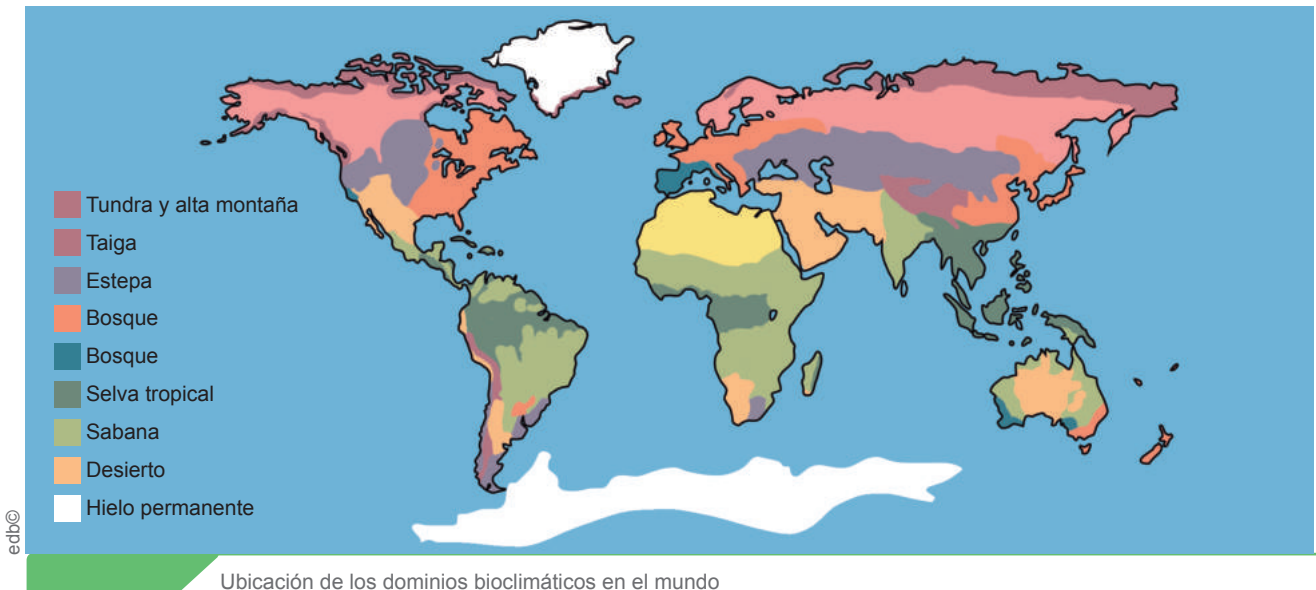 Tundra y alta montaña
Taiga
Estepa
Bosque
Bosque
Selva tropical
Sabana
Desierto
Hielo permanente
edb©
Ubicación de los dominios bioclimáticos en el mundo